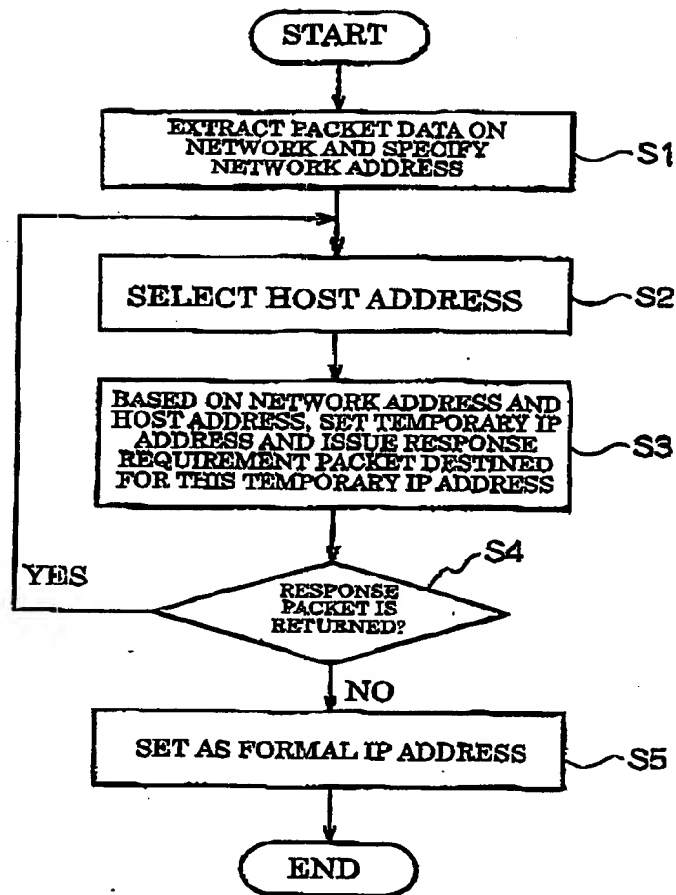 START
EXTRACT PACKET DATA ON
NETWORK AND SPECIFY
NETWORK ADDRESS
S1
SELECT HOST ADDRESS
S2
BASED ON NETWORK ADDRESS AND
HOST ADDRESS, SET TEMPORARY IP
ADDRESS AND ISSUE RESPONSE
REQUIREMENT PACKET DESTINED
FOR THIS TEMPORARY IP ADDRESS
S3
S4
YES
RESPONSE
PACKET IS
RETURNED?
NO
SET AS FORMAL IP ADDRESS
S5
END